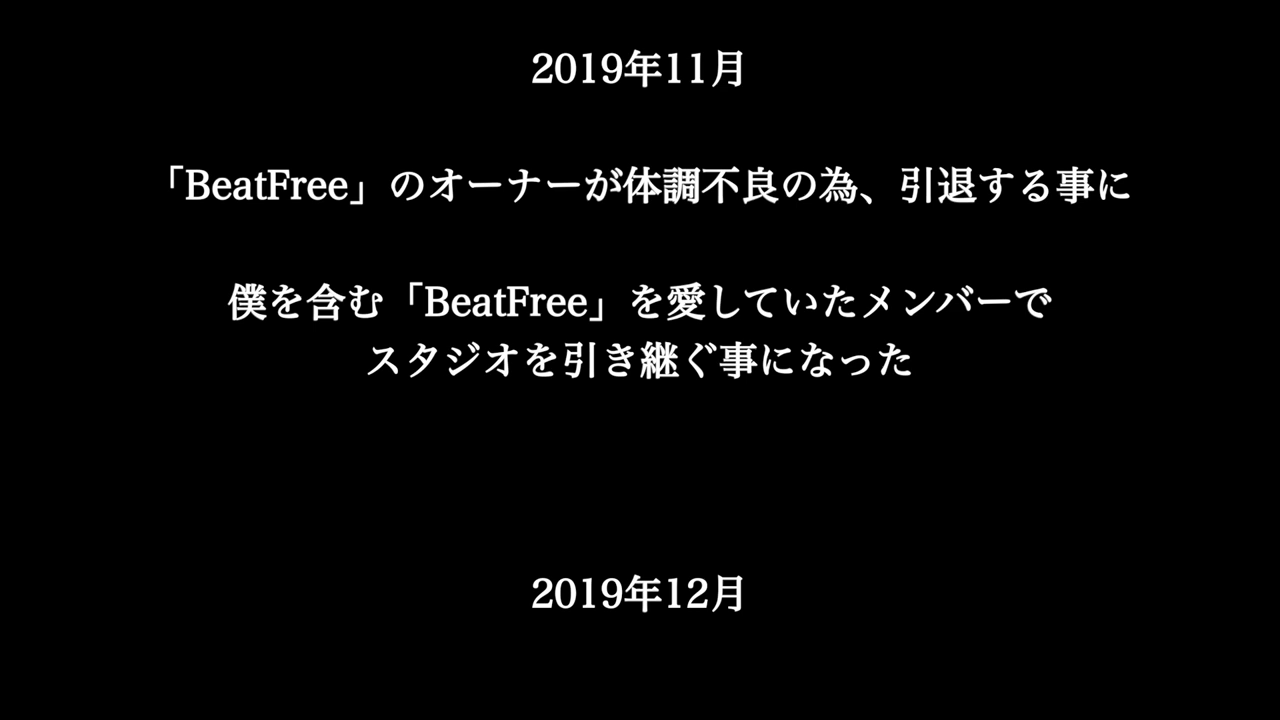 2019年11月
「BeatFree」のオーナーが体調不良の為、引退する事に
僕を含む「BeatFree」を愛していたメンバーで
スタジオを引き継ぐ事になった
2019年12月